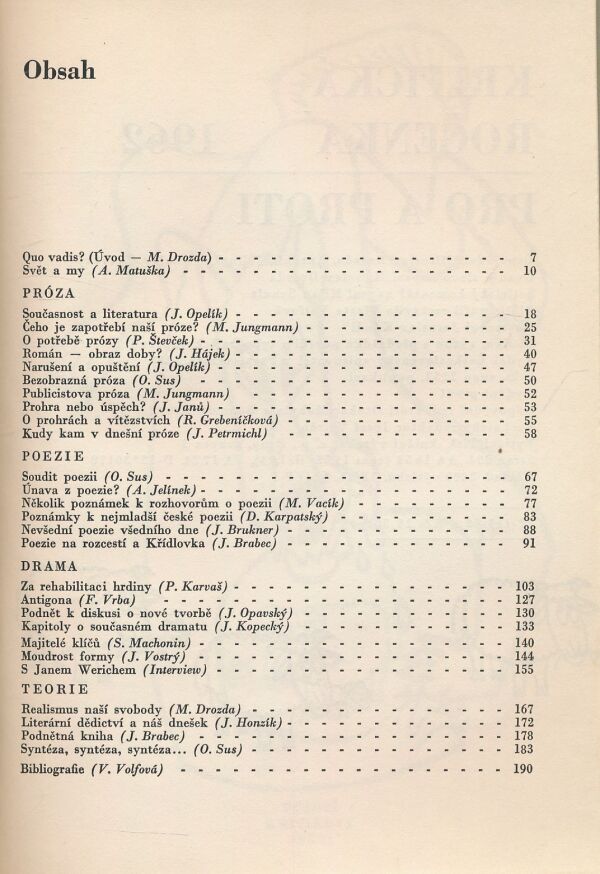 Obsah
Quo vadis? (Úvod — M. Drozda) - - - - - - - - - - - - - - - - 7
Svět a my (A. Matuška) - - - - - - - - - - - - - - - - 10
PRÓZA
Současnost a literatura (J. Opelík) - - - - - - - - - - - - - - - - 18
Čeho je zapotřebí naší próze? (M. Jungmann) - - - - - - - - - - 25
O potřebě prózy (P. Števček) - - - - - - - - - - - - - - - - 31
Román — obraz doby? (J. Hájek) - - - - - - - - - - - - - - 40
Narušení a opuštění (J. Opelík) - - - - - - - - - - - - - - - 47
Bezobrazná próza (O. Sus) - - - - - - - - - - - - - - - - 50
Publicistova próza (M. Jungmann) - - - - - - - - - - - - - - 52
Prohra nebo úspěch? (J. Janů) - - - - - - - - - - - - - - - 53
O prohrách a vítězstvích (R. Grebeníčková) - - - - - - - - - - - 55
Kudy kam v dnešní próze (J. Petrmichl) - - - - - - - - - - - - 58
POEZIE
Soudit poezii (O. Sus) - - - - - - - - - - - - - - - - 67
Únava z poezie? (A. Jelínek) - - - - - - - - - - - - - - - - 72
Několik poznámek k rozhovorům o poezii (M. Vacík) - - - - - - - - 77
Poznámky k nejmladší české poezii (D. Karpatský) - - - - - - - - - 83
Nevšední poezie všedního dne (J. Brukner) - - - - - - - - - - - 88
Poezie na rozcestí a Křídlovka (J. Brabec) - - - - - - - - - - - 91
DRAMA
Za rehabilitaci hrdiny (P. Karvaš) - - - - - - - - - - - - - - 103
Antigona (F. Vrba) - - - - - - - - - - - - - - - - 127
Podnět k diskusi o nové tvorbě (J. Opavský) - - - - - - - - - - 130
Kapitoly o současném dramatu (J. Kopecký) - - - - - - - - - - 133
Majitelé klíčů (S. Machonin) - - - - - - - - - - - - - - - 140
Moudrost formy (J. Vostrý) - - - - - - - - - - - - - - - - 144
S Janem Werichem (Interview) - - - - - - - - - - - - - - 155
TEORIE
Realismus naší svobody (M. Drozda) - - - - - - - - - - - - - 167
Literární dědictví a náš dnešek (J. Honzík) - - - - - - - - - - - 172
Podnětná kniha (J. Brabec) - - - - - - - - - - - - - - - - 178
Syntéza, syntéza, syntéza... (O. Sus) - - - - - - - - - - - - - 183
Bibliografie (V. Volfová) - - - - - - - - - - - - - - - - 190